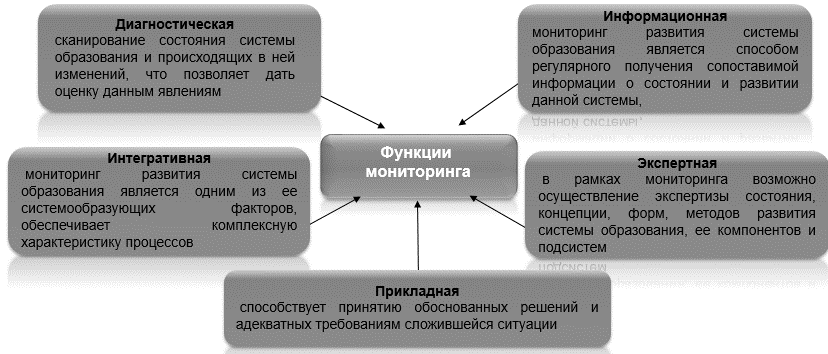 Диагностическая
сканирование состояния системы
образования и происходящих в ней
изменений, что позволяет дать
оценку данным явлениям
Информационная
мониторинг развития системы
образования является способом
регулярного получения сопоставимой
информации о состоянии и развитии
данной системы,
Функции
мониторинга
Интегративная
мониторинг развития системы
образования является одним из ее
системообразующих факторов,
обеспечивает комплексную
характеристику процессов
Экспертная
в рамках мониторинга возможно
осуществление экспертизы состояния,
концепции, форм, методов развития
системы образования, ее компонентов и
подсистем
Прикладная
способствует принятию обоснованных решений и
адекватных требованиям сложившейся ситуации